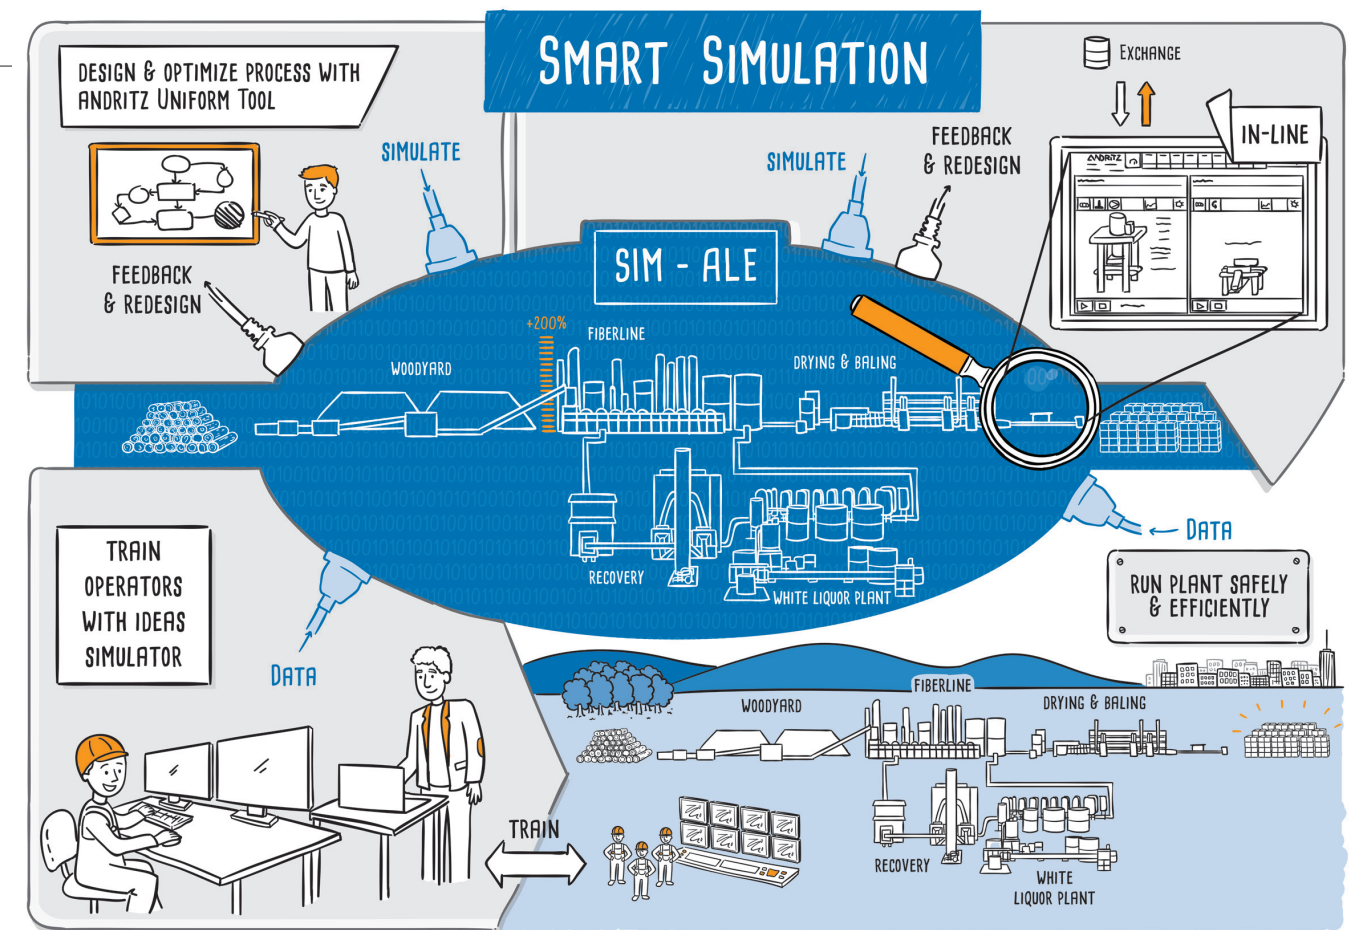 SMART SIMULATION
DESIGN & OPTIMIZE PROCESS WITH
ANDRITZ UNIFORM TOOL
SIMULATE
FEEDBACK
& REDESIGN
SIMULATE
FEEDBACK
& REDESIGN
EXCHANGE
IN-LINE
ANDRITZ
SIM - ALE
+200%
FIBERLINE
WOODYARD
DRYING & BALING
RECOVERY
WHITE LIQUOR PLANT
DATA
RUN PLANT SAFELY
& EFFICIENTLY
TRAIN
OPERATORS
WITH IDEAS
SIMULATOR
DATA
TRAIN
WOODYARD
FIBERLINE
DRYING & BALING
RECOVERY
WHITE
LIQUOR PLANT